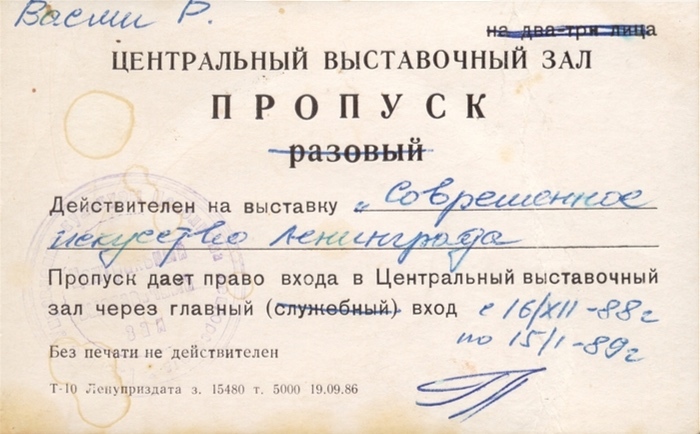 Васми Р.
на два-три лица
ЦЕНТРАЛЬНЫЙ ВЫСТАВОЧНЫЙ ЗАЛ
ПРОПУСК
разовый
Действителен на выставку „Современное
искусство Ленинграда
Пропуск дает право входа в Центральный выставочный
зал через главный (служебный) вход с 16/XII-88г
по 15/I-89г
Без печати не действителен
Т-10 Ленуприздата з. 15480 т. 5000 19.09.86